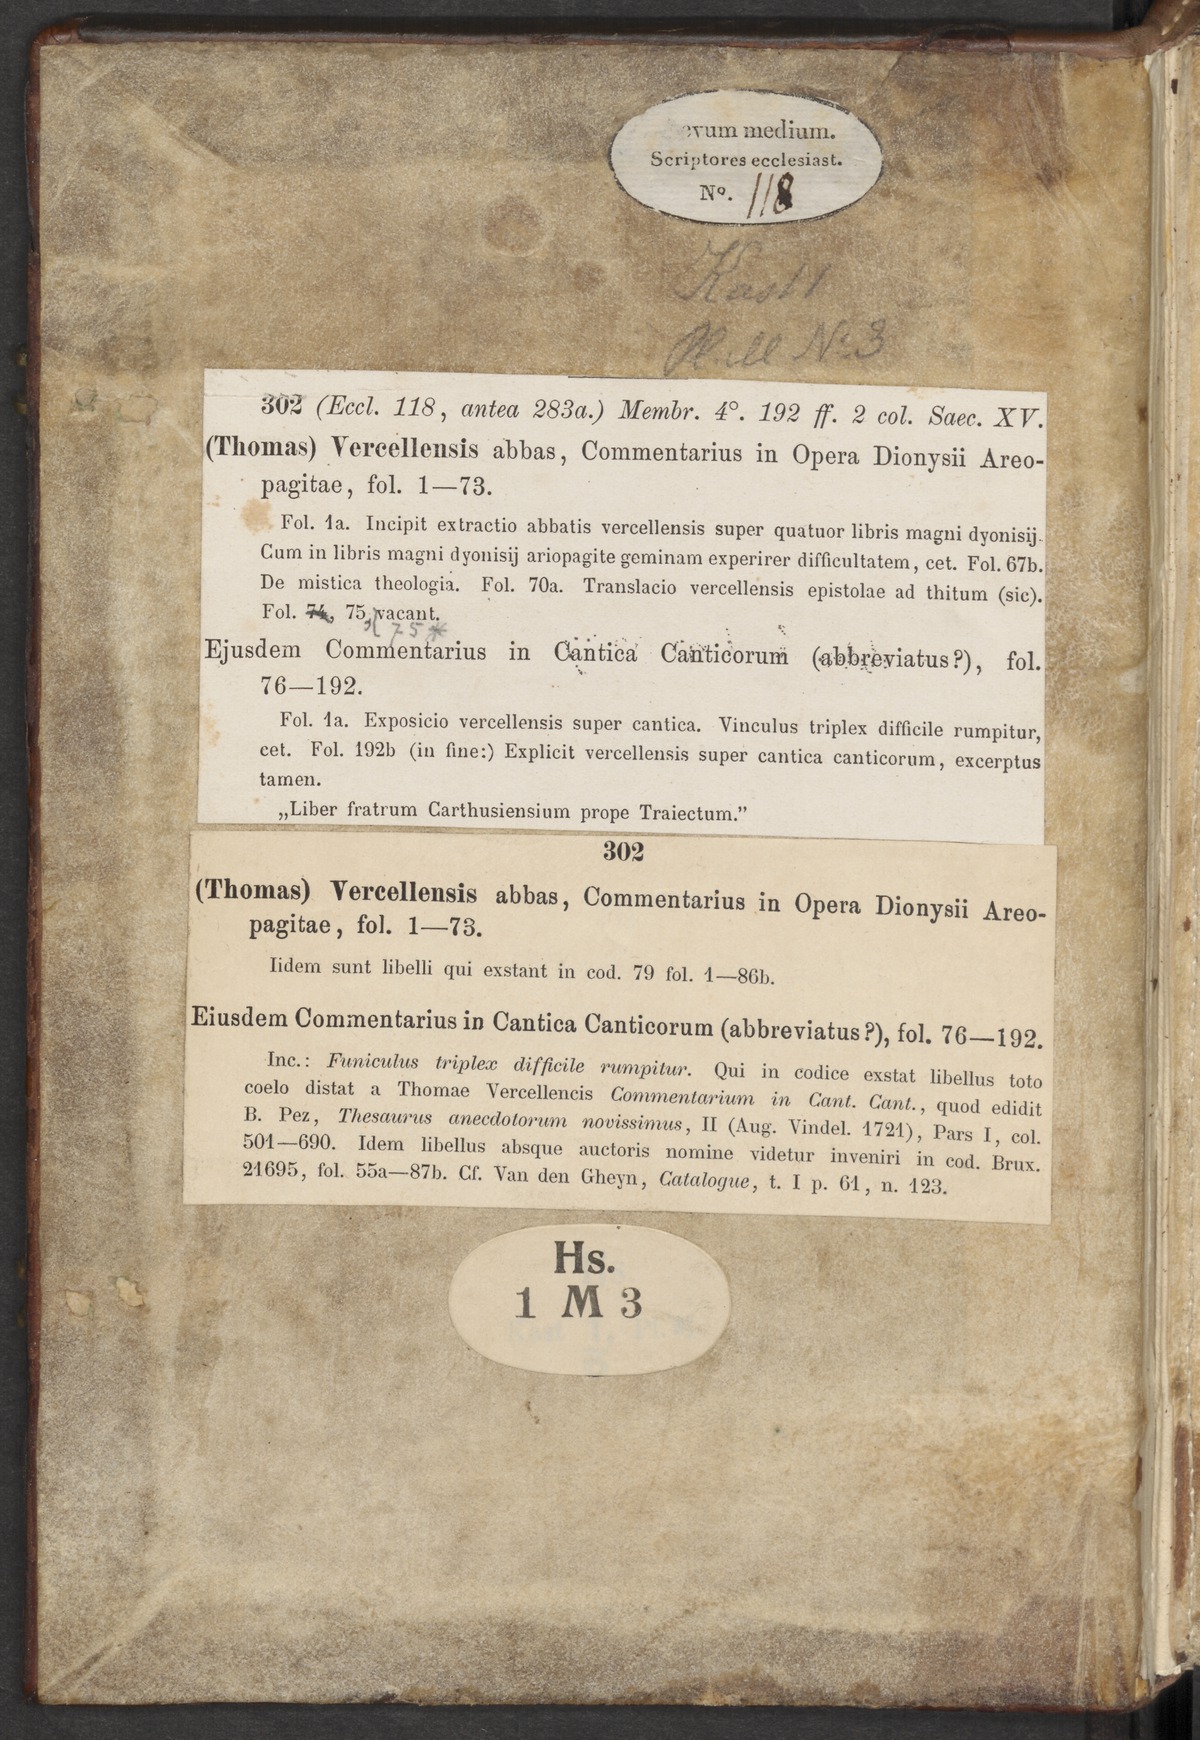 evum medium.
Scriptores ecclesiast.
No. 118
Kast 1
Pl. III No 3
302 (Eccl. 118, antea 283a.) Membr. 4°. 192 ff. 2 col. Saec. XV.
(Thomas) Vercellensis abbas, Commentarius in Opera Dionysii Areo-
pagitae, fol. 1—73.
Fol. 1a. Incipit extractio abbatis vercellensis super quatuor libris magni dyonisij.
Cum in libris magni dyonisij ariopagite geminam experirer difficultatem, cet. Fol. 67b.
De mistica theologia. Fol. 70a. Translacio vercellensis epistolae ad thitum (sic).
Fol. 74, 75 vacant.
75*
Ejusdem Commentarius in Cantica Canticorum (abbreviatus?), fol.
76—192.
Fol. 1a. Exposicio vercellensis super cantica. Vinculus triplex difficile rumpitur,
cet. Fol. 192b (in fine:) Explicit vercellensis super cantica canticorum, excerptus
tamen.
„Liber fratrum Carthusiensium prope Traiectum.”
302
(Thomas) Vercellensis abbas, Commentarius in Opera Dionysii Areo-
pagitae, fol. 1—73.
Iidem sunt libelli qui exstant in cod. 79 fol. 1—86b.
Eiusdem Commentarius in Cantica Canticorum (abbreviatus?), fol. 76—192.
Inc.: Funiculus triplex difficile rumpitur. Qui in codice exstat libellus toto
coelo distat a Thomae Vercellencis Commentarium in Cant. Cant., quod edidit
B. Pez, Thesaurus anecdotorum novissimus, II (Aug. Vindel. 1721), Pars I, col.
501—690. Idem libellus absque auctoris nomine videtur inveniri in cod. Brux.
21695, fol. 55a—87b. Cf. Van den Gheyn, Catalogue, t. I p. 61, n. 123.
Hs.
1 M 3